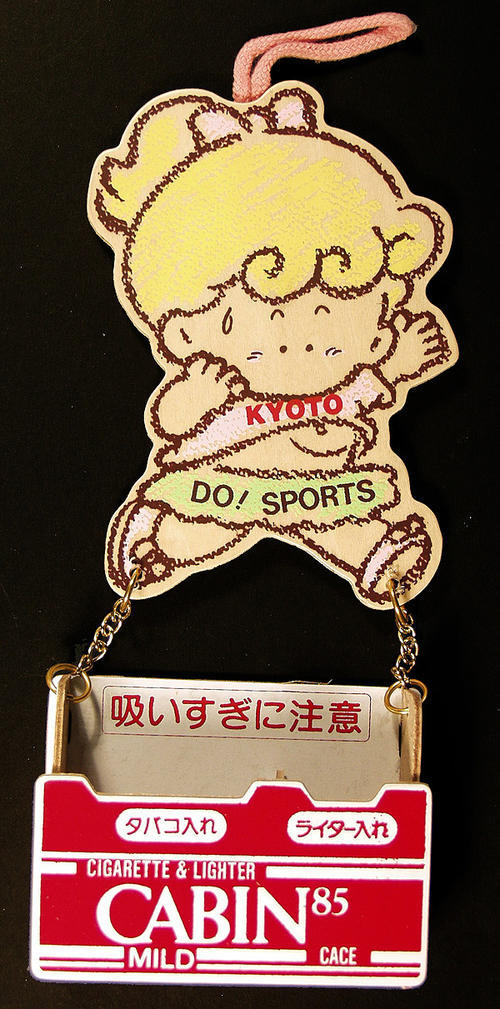 KYOTO
DO! SPORTS
吸いすぎに注意
タバコ入れ ライター入れ
CIGARETTE & LIGHTER
CABIN85
MILD CACE